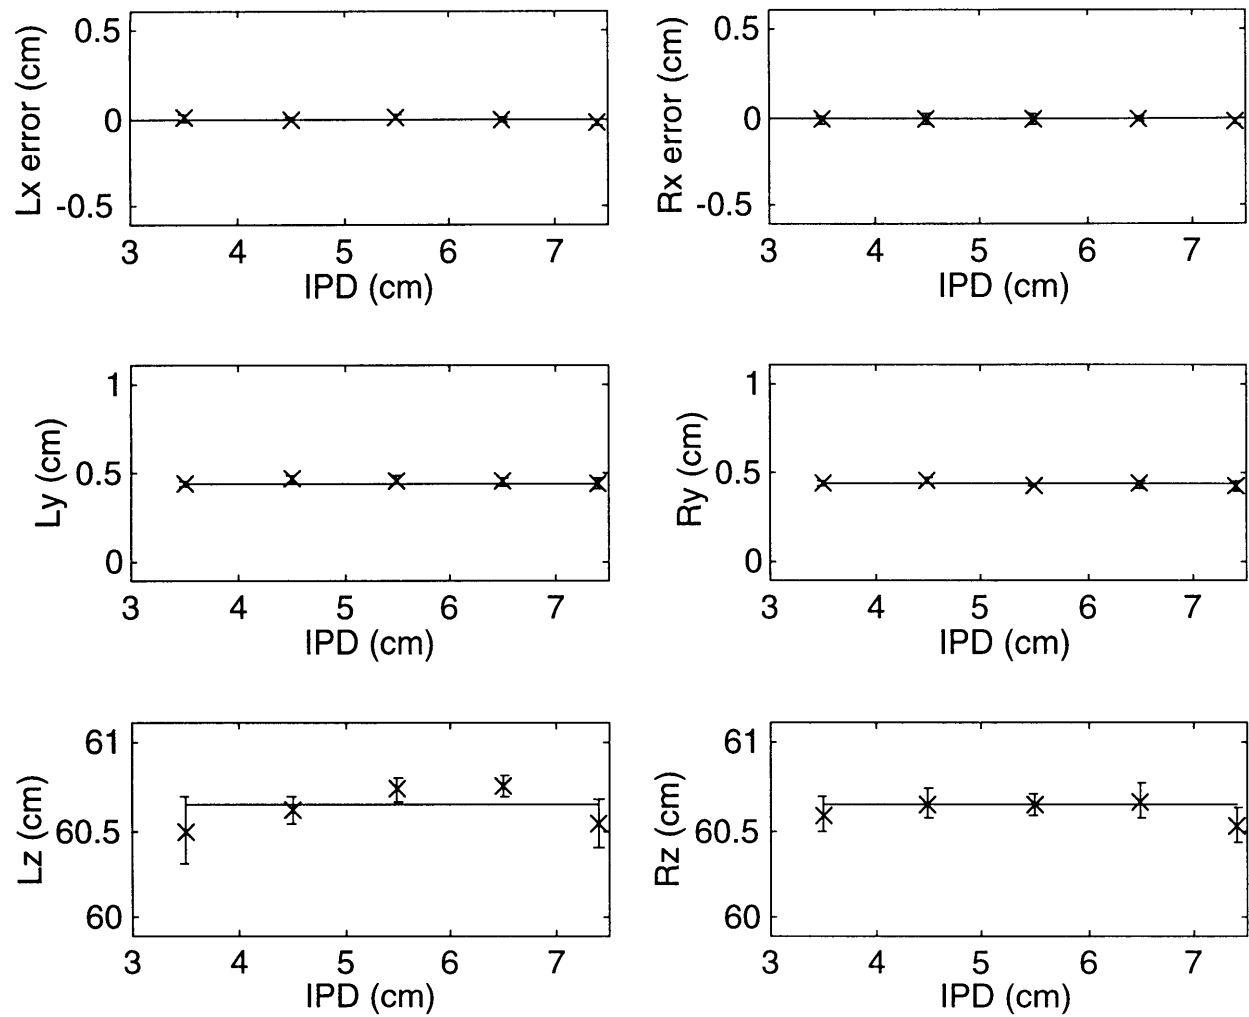 Lx error (cm)
0.5
0
-0.5
3 4 5 6 7
IPD (cm)
Rx error (cm)
0.5
0
-0.5
3 4 5 6 7
IPD (cm)
Ly (cm)
1
0.5
0
3 4 5 6 7
IPD (cm)
Ry (cm)
1
0.5
0
3 4 5 6 7
IPD (cm)
Lz (cm)
61
60.5
60
3 4 5 6 7
IPD (cm)
Rz (cm)
61
60.5
60
3 4 5 6 7
IPD (cm)